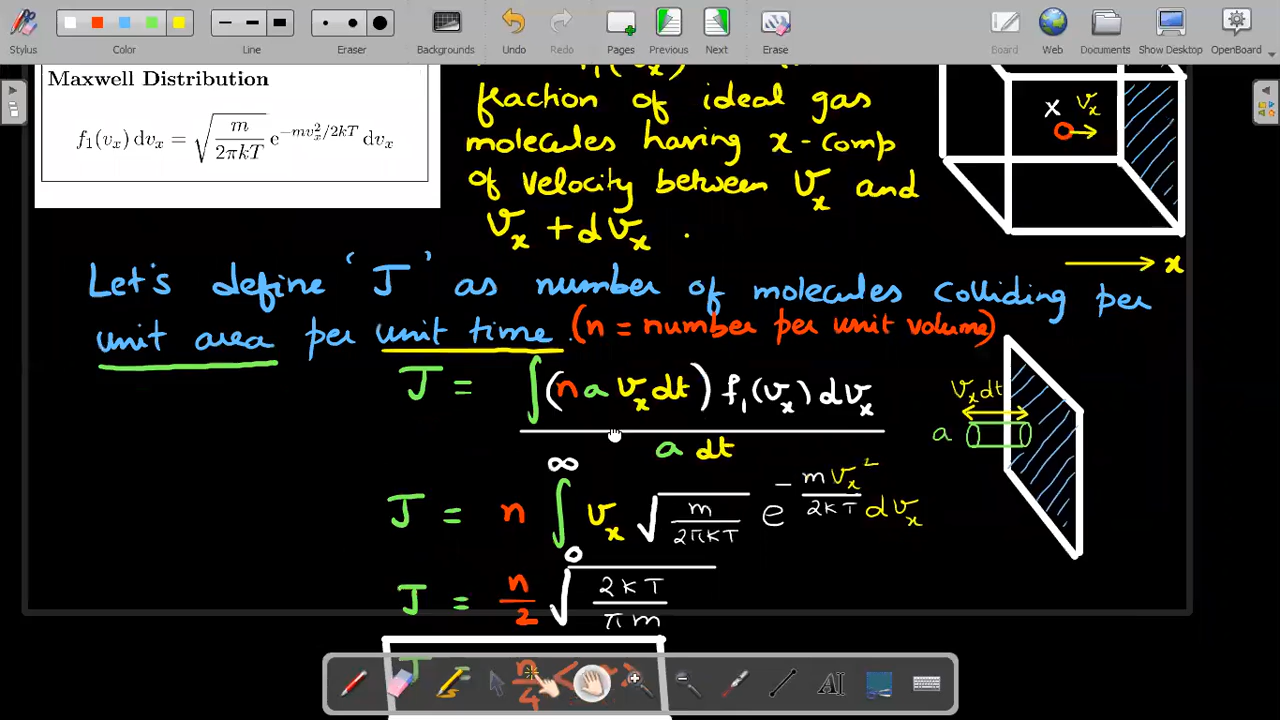 Stylus
Color
Line
Eraser
Backgrounds
Undo
Redo
Pages
Previous
Next
Erase
Board
Web
Documents
Show Desktop
OpenBoard
Maxwell Distribution
f₁(vₓ) dvₓ = √(m/2πkT) e^(−mvₓ²/2kT) dvₓ
fraction of ideal gas
molecules having x-comp
of velocity between vₓ and
vₓ + dvₓ .
x vₓ
→ x
Let's define 'J' as number of molecules colliding per
unit area per unit time. (n = number per unit volume)
J = ∫(n a vₓ dt) f₁(vₓ) dvₓ / a dt
vₓdt
a
J = n ∫₀^∞ vₓ √(m/2πKT) e^(−mvₓ²/2KT) dvₓ
J = n/2 √(2KT/πm)
n/4 <
AI